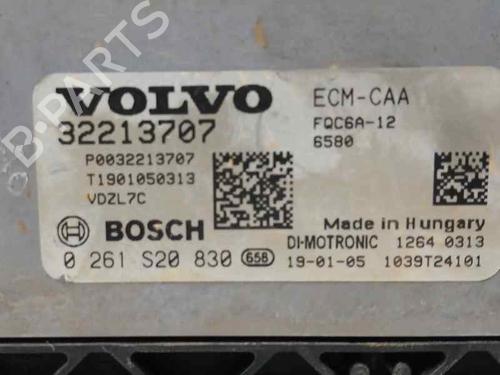 B-PARTS
VOLVO
32213707
P0032213707
T1901050313
VDZL7C
BOSCH
0 261 S20 830 658
ECM-CAA
FQC6A-12
6580
Made in Hungary
DI-MOTRONIC 1264 0313
19-01-05 1039T24101